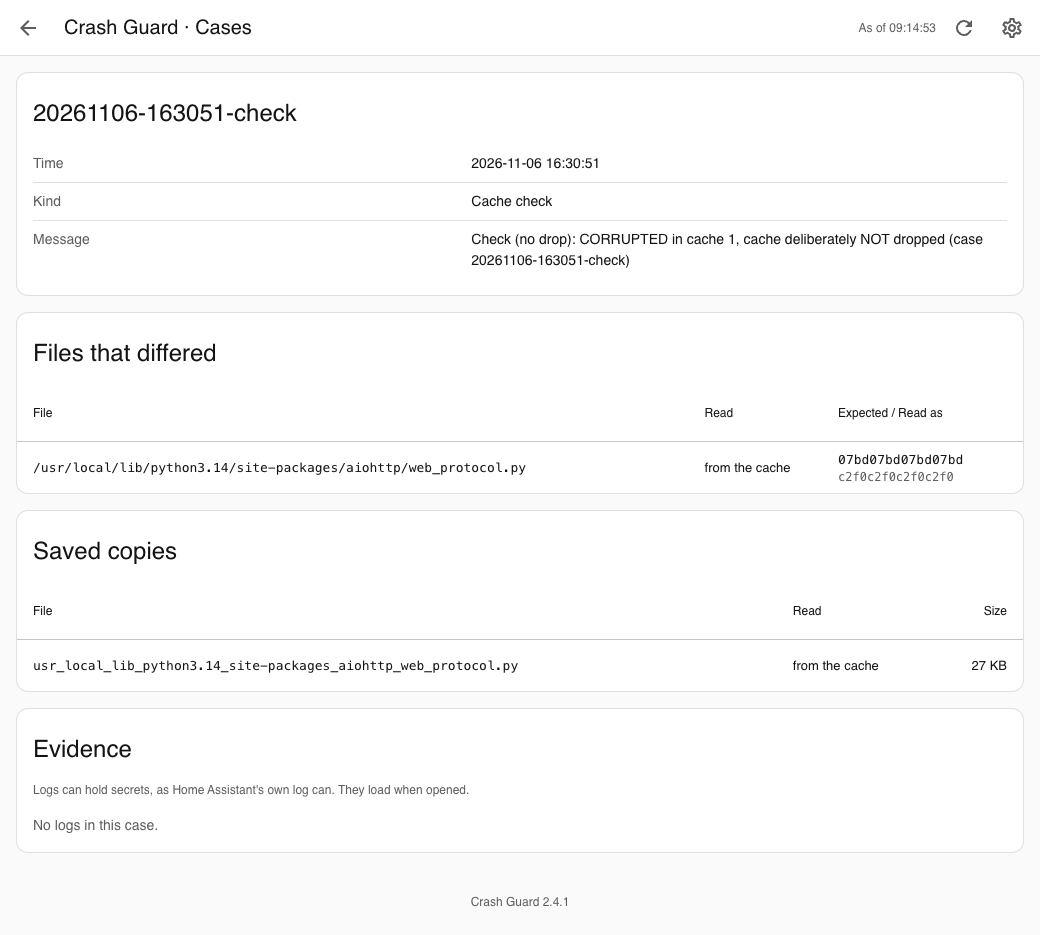 Crash Guard · Cases
As of 09:14:53
20261106-163051-check
Time 2026-11-06 16:30:51
Kind Cache check
Message Check (no drop): CORRUPTED in cache 1, cache deliberately NOT dropped (case
20261106-163051-check)
Files that differed
File Read Expected / Read as
/usr/local/lib/python3.14/site-packages/aiohttp/web_protocol.py from the cache 07bd07bd07bd07bd
c2f0c2f0c2f0c2f0
Saved copies
File Read Size
usr_local_lib_python3.14_site-packages_aiohttp_web_protocol.py from the cache 27 KB
Evidence
Logs can hold secrets, as Home Assistant's own log can. They load when opened.
No logs in this case.
Crash Guard 2.4.1